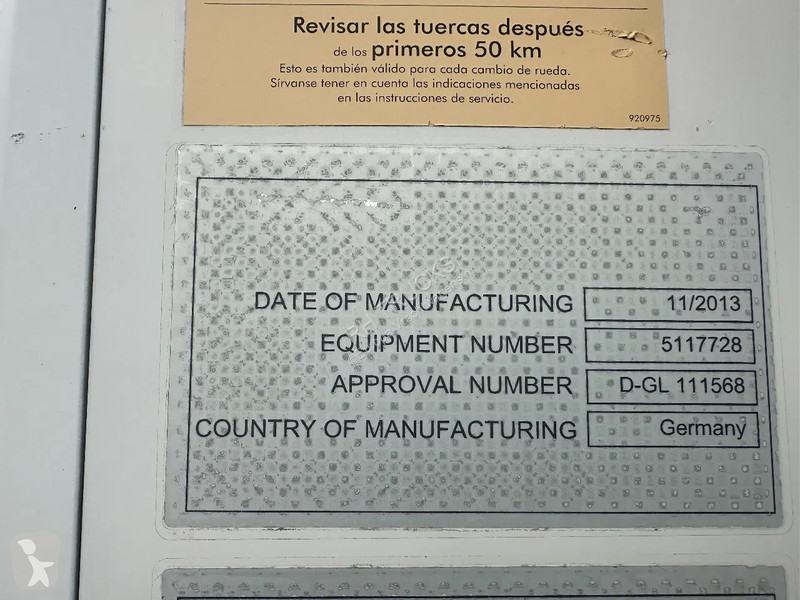 Revisar las tuercas después
de los primeros 50 km
Esto es también válido para cada cambio de rueda.
Sírvanse tener en cuenta las indicaciones mencionadas
en las instrucciones de servicio.
920975
DATE OF MANUFACTURING 11/2013
EQUIPMENT NUMBER 5117728
APPROVAL NUMBER D-GL 111568
COUNTRY OF MANUFACTURING Germany